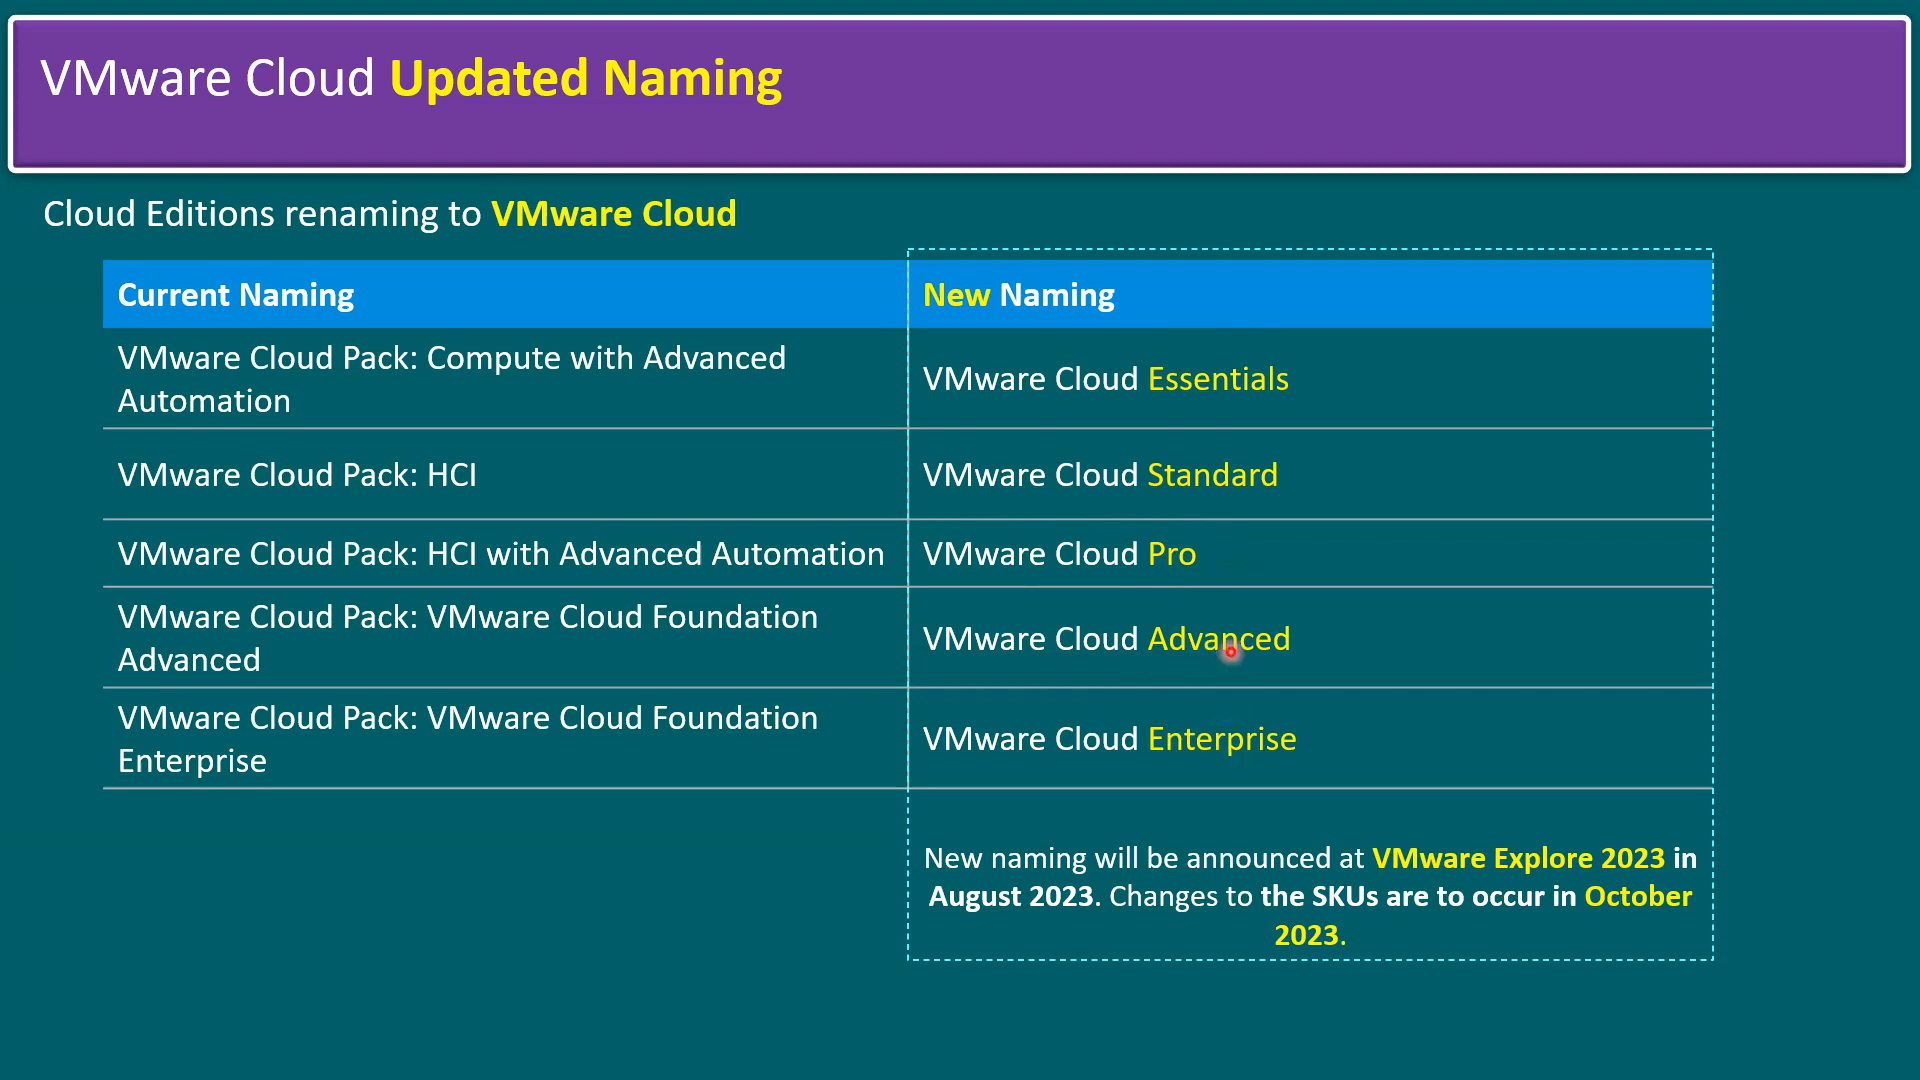 VMware Cloud Updated Naming
Cloud Editions renaming to VMware Cloud
Current Naming
New Naming
VMware Cloud Pack: Compute with Advanced
Automation
VMware Cloud Essentials
VMware Cloud Pack: HCI
VMware Cloud Standard
VMware Cloud Pack: HCI with Advanced Automation
VMware Cloud Pro
VMware Cloud Pack: VMware Cloud Foundation
Advanced
VMware Cloud Advanced
VMware Cloud Pack: VMware Cloud Foundation
Enterprise
VMware Cloud Enterprise
New naming will be announced at VMware Explore 2023 in
August 2023. Changes to the SKUs are to occur in October
2023.